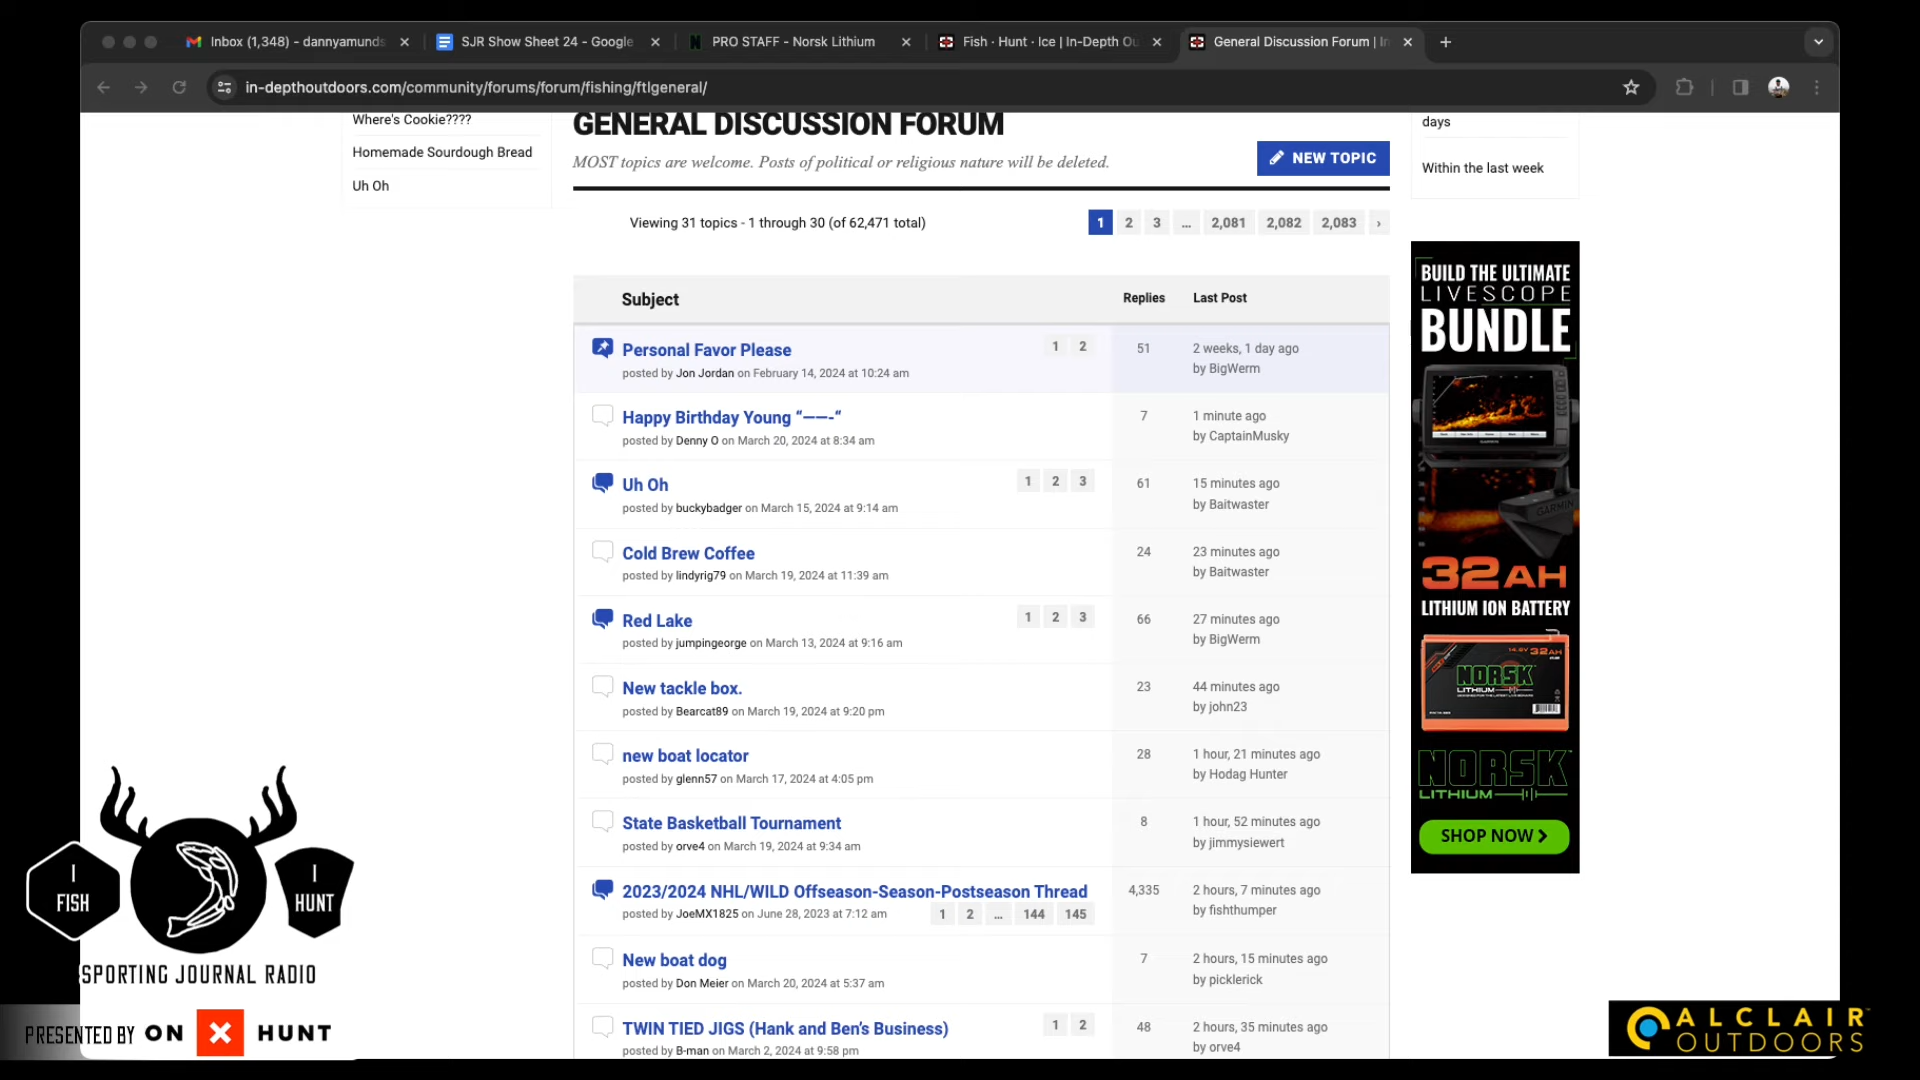 Inbox (1,348) - dannyamunds
SJR Show Sheet 24 - Google
PRO STAFF - Norsk Lithium
Fish · Hunt · Ice | In-Depth Ou
General Discussion Forum | In
in-depthoutdoors.com/community/forums/forum/fishing/ftlgeneral/
Where's Cookie????
Homemade Sourdough Bread
Uh Oh
GENERAL DISCUSSION FORUM
MOST topics are welcome. Posts of political or religious nature will be deleted.
NEW TOPIC
days
Within the last week
Viewing 31 topics - 1 through 30 (of 62,471 total)
1 2 3 ... 2,081 2,082 2,083 ›
Subject Replies Last Post
Personal Favor Please 1 2
posted by Jon Jordan on February 14, 2024 at 10:24 am
51
2 weeks, 1 day ago
by BigWerm
Happy Birthday Young “——-“
posted by Denny O on March 20, 2024 at 8:34 am
7
1 minute ago
by CaptainMusky
Uh Oh 1 2 3
posted by buckybadger on March 15, 2024 at 9:14 am
61
15 minutes ago
by Baitwaster
Cold Brew Coffee
posted by lindyrig79 on March 19, 2024 at 11:39 am
24
23 minutes ago
by Baitwaster
Red Lake 1 2 3
posted by jumpingeorge on March 13, 2024 at 9:16 am
66
27 minutes ago
by BigWerm
New tackle box.
posted by Bearcat89 on March 19, 2024 at 9:20 pm
23
44 minutes ago
by john23
new boat locator
posted by glenn57 on March 17, 2024 at 4:05 pm
28
1 hour, 21 minutes ago
by Hodag Hunter
State Basketball Tournament
posted by orve4 on March 19, 2024 at 9:34 am
8
1 hour, 52 minutes ago
by jimmysiewert
2023/2024 NHL/WILD Offseason-Season-Postseason Thread
posted by JoeMX1825 on June 28, 2023 at 7:12 am
1 2 ... 144 145
4,335
2 hours, 7 minutes ago
by fishthumper
New boat dog
posted by Don Meier on March 20, 2024 at 5:37 am
7
2 hours, 15 minutes ago
by picklerick
TWIN TIED JIGS (Hank and Ben’s Business) 1 2
posted by B-man on March 2, 2024 at 9:58 pm
48
2 hours, 35 minutes ago
by orve4
BUILD THE ULTIMATE
LIVESCOPE
BUNDLE
GARMIN
32AH
LITHIUM ION BATTERY
32AH
NORSK
LITHIUM
NORSK
LITHIUM
SHOP NOW
I
FISH
I
HUNT
SPORTING JOURNAL RADIO
PRESENTED BY ON X HUNT
ALCLAIR
OUTDOORS